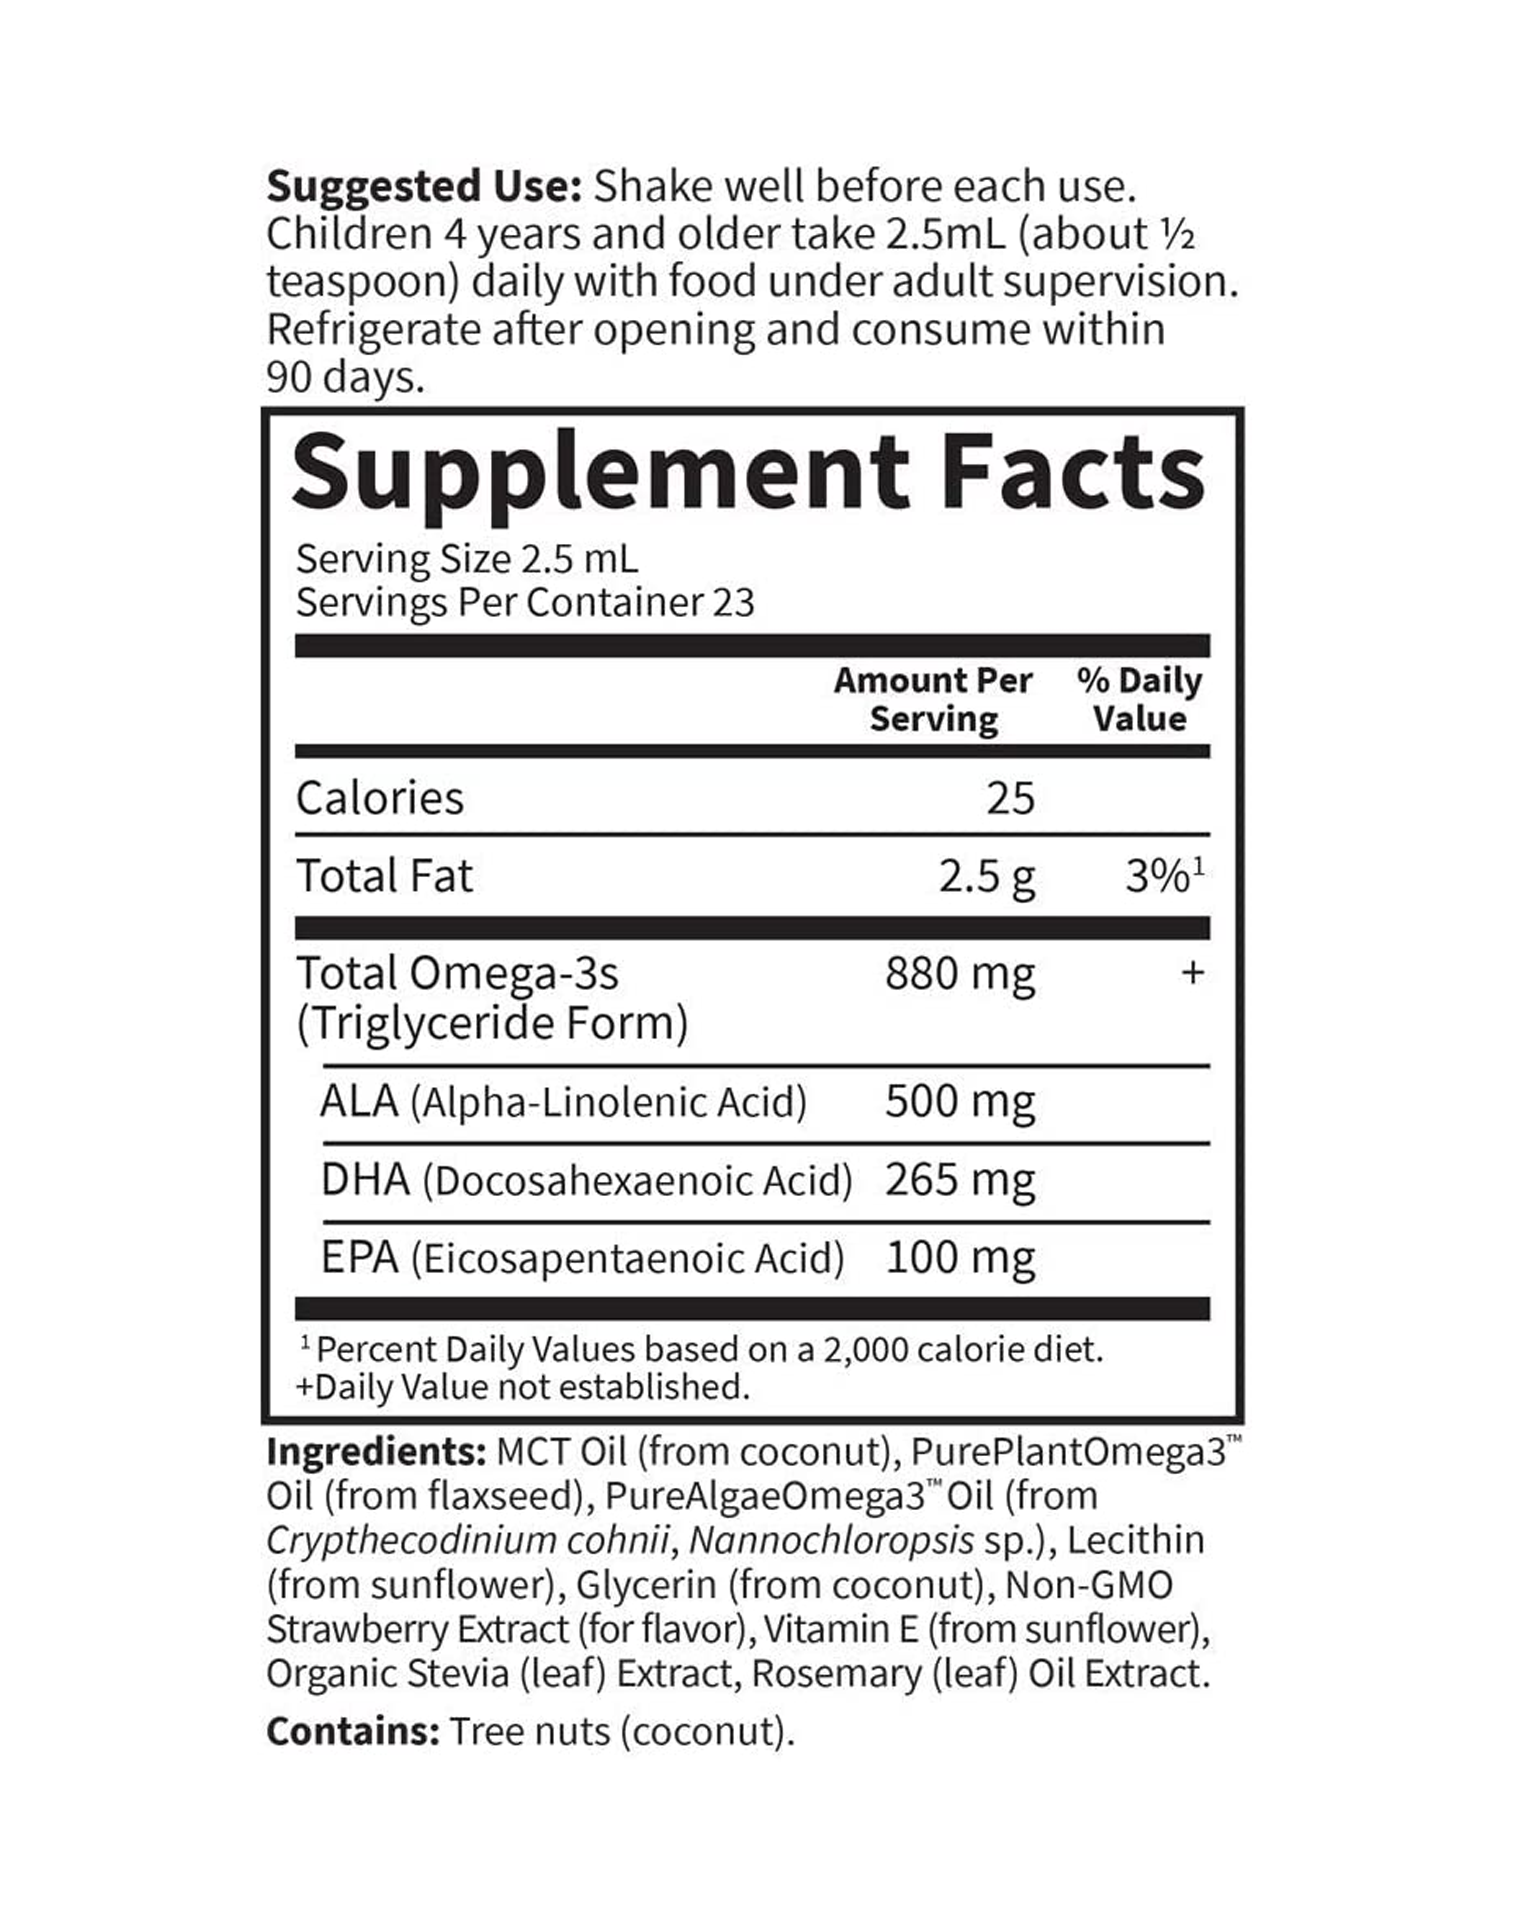 Suggested Use: Shake well before each use.
Children 4 years and older take 2.5mL (about ½
teaspoon) daily with food under adult supervision.
Refrigerate after opening and consume within
90 days.
Supplement Facts
Serving Size 2.5 mL
Servings Per Container 23
Amount Per Serving % Daily Value
Calories 25
Total Fat 2.5 g 3%¹
Total Omega-3s 880 mg +
(Triglyceride Form)
ALA (Alpha-Linolenic Acid) 500 mg
DHA (Docosahexaenoic Acid) 265 mg
EPA (Eicosapentaenoic Acid) 100 mg
¹ Percent Daily Values based on a 2,000 calorie diet.
+Daily Value not established.
Ingredients: MCT Oil (from coconut), PurePlantOmega3™
Oil (from flaxseed), PureAlgaeOmega3™ Oil (from
Crypthecodinium cohnii, Nannochloropsis sp.), Lecithin
(from sunflower), Glycerin (from coconut), Non-GMO
Strawberry Extract (for flavor), Vitamin E (from sunflower),
Organic Stevia (leaf) Extract, Rosemary (leaf) Oil Extract.
Contains: Tree nuts (coconut).